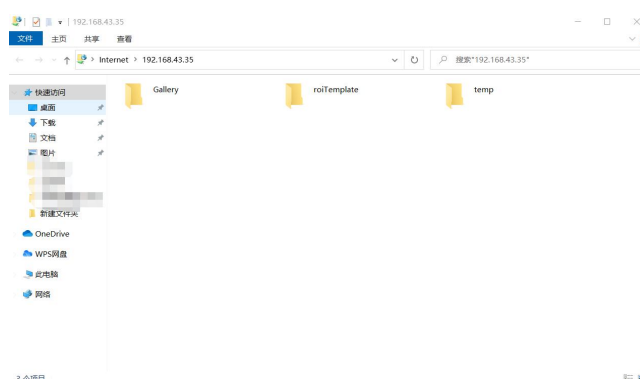 192.168.43.35
文件 主页 共享 查看
Internet > 192.168.43.35
搜索"192.168.43.35"
快速访问
桌面
下载
文档
图片
新建文件夹
OneDrive
WPS网盘
此电脑
网络
Gallery roiTemplate temp
3 个项目